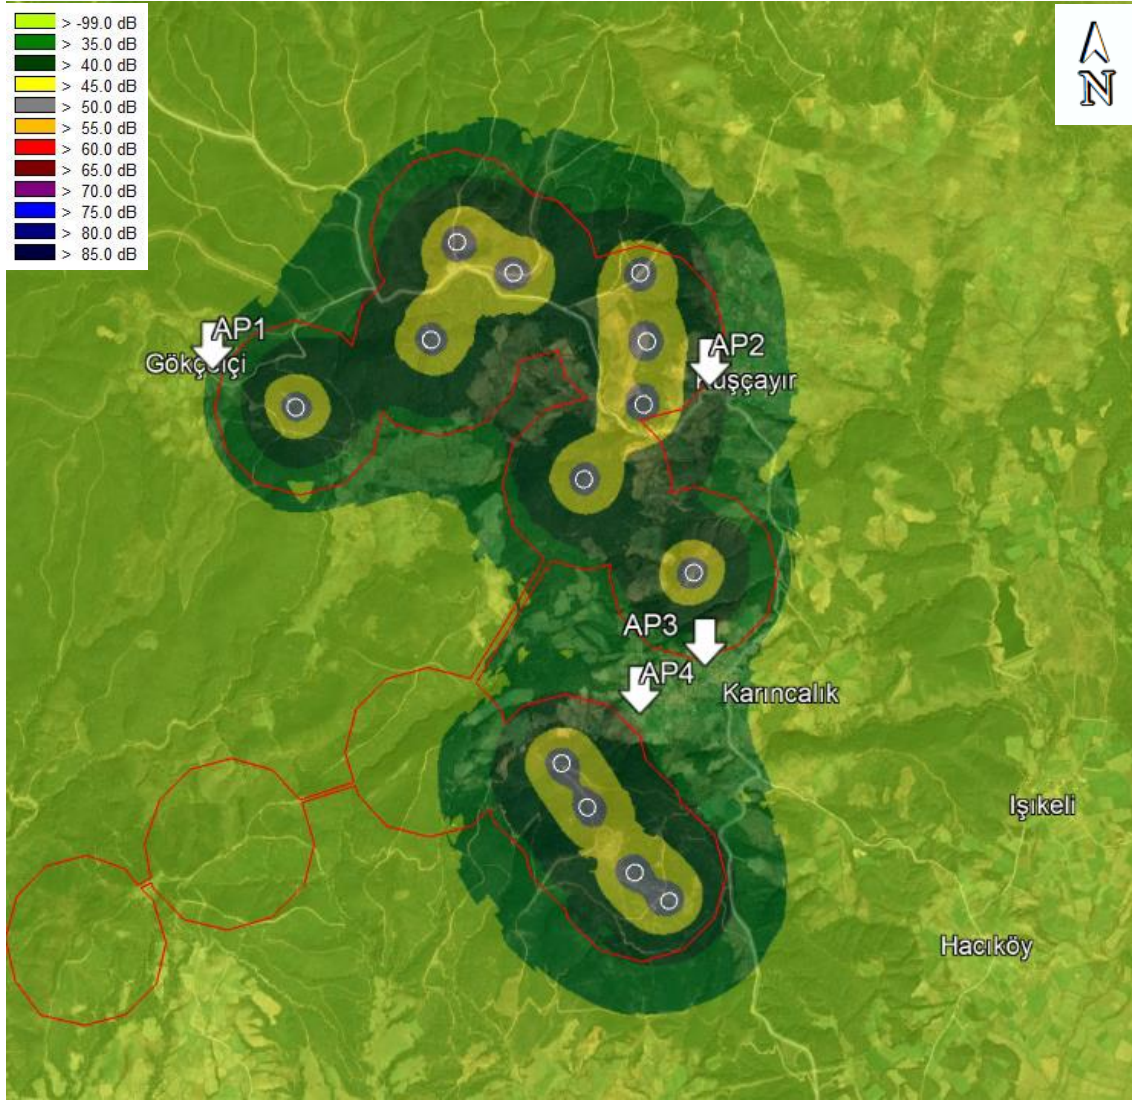 > -99.0 dB
> 35.0 dB
> 40.0 dB
> 45.0 dB
> 50.0 dB
> 55.0 dB
> 60.0 dB
> 65.0 dB
> 70.0 dB
> 75.0 dB
> 80.0 dB
> 85.0 dB
N
AP1
AP2
AP3
AP4
Karıncalık
Işıkeli
Hacıköy